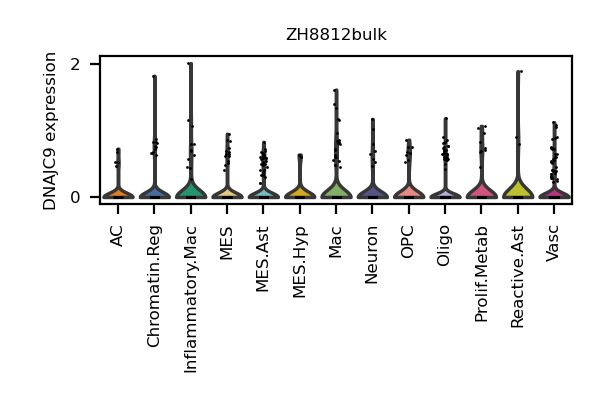 ZH8812bulk
DNAJC9 expression
2
0
AC
Chromatin.Reg
Inflammatory.Mac
MES
MES.Ast
MES.Hyp
Mac
Neuron
OPC
Oligo
Prolif.Metab
Reactive.Ast
Vasc